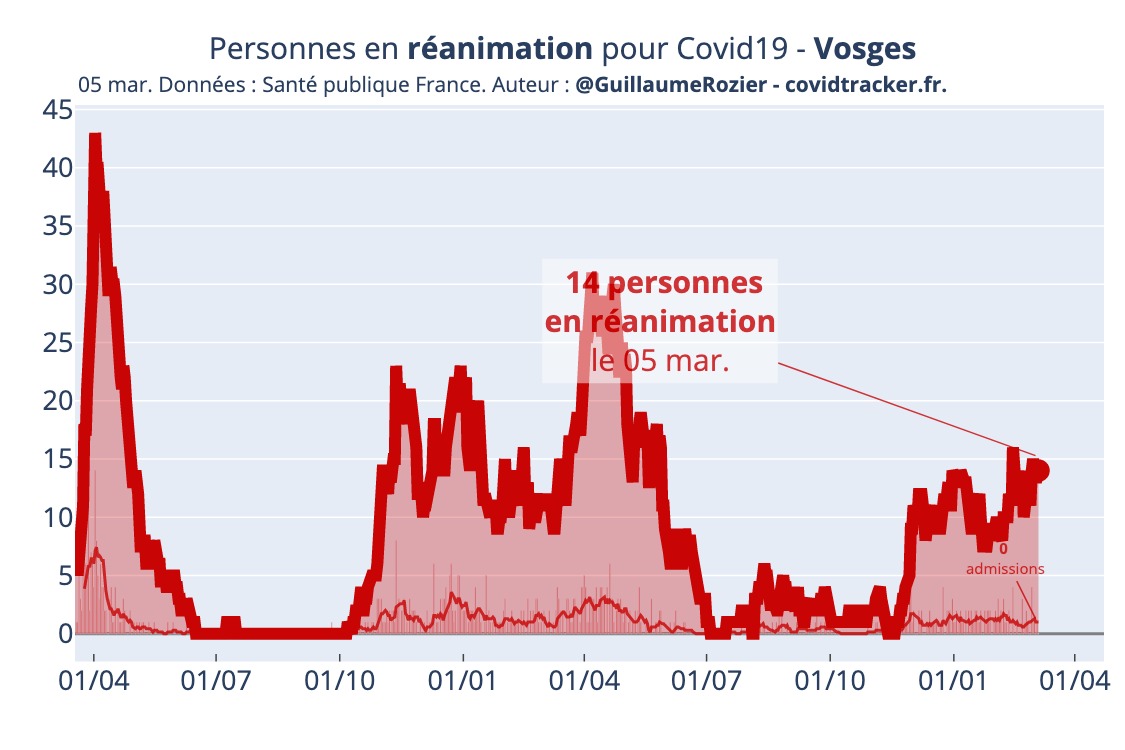 Personnes en réanimation pour Covid19 - Vosges
05 mar. Données : Santé publique France. Auteur : @GuillaumeRozier - covidtracker.fr.
45
40
35
30
25
20
15
10
5
0
14 personnes
en réanimation
le 05 mar.
0
admissions
01/04 01/07 01/10 01/01 01/04 01/07 01/10 01/01 01/04